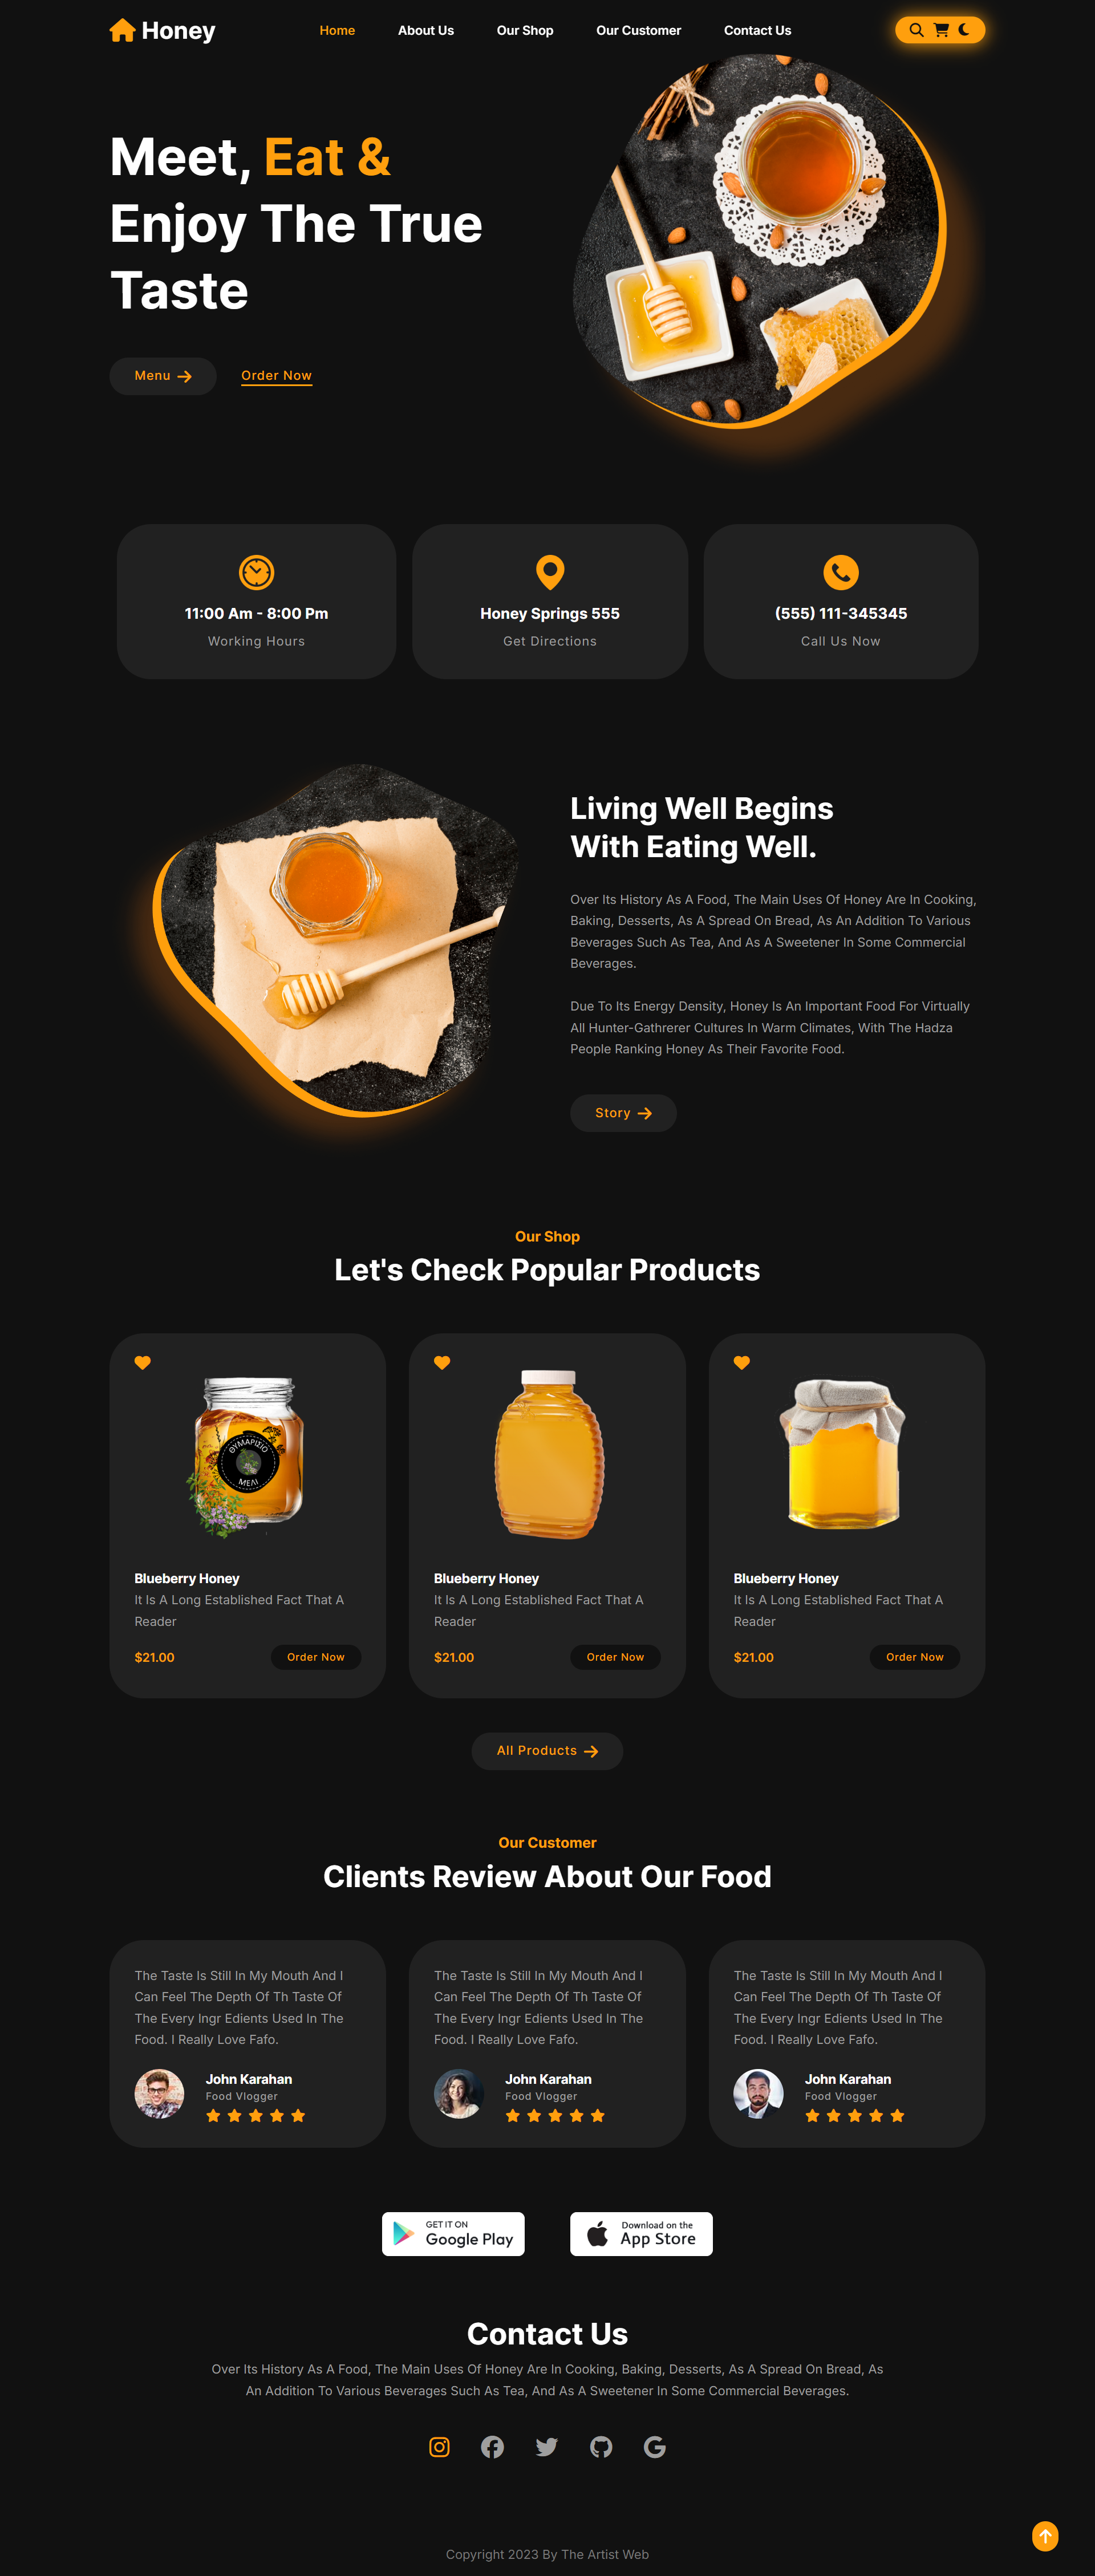 Honey
Home
About Us
Our Shop
Our Customer
Contact Us
Meet, Eat &
Enjoy The True
Taste
Menu
Order Now
11:00 Am - 8:00 Pm
Working Hours
Honey Springs 555
Get Directions
(555) 111-345345
Call Us Now
Living Well Begins
With Eating Well.
Over Its History As A Food, The Main Uses Of Honey Are In Cooking,
Baking, Desserts, As A Spread On Bread, As An Addition To Various
Beverages Such As Tea, And As A Sweetener In Some Commercial
Beverages.
Due To Its Energy Density, Honey Is An Important Food For Virtually
All Hunter-Gathrerer Cultures In Warm Climates, With The Hadza
People Ranking Honey As Their Favorite Food.
Story
Our Shop
Let's Check Popular Products
ΘΥΜΑΡΙΣΙΟ
ΜΕΛΙ
Blueberry Honey
It Is A Long Established Fact That A
Reader
$21.00
Order Now
Blueberry Honey
It Is A Long Established Fact That A
Reader
$21.00
Order Now
Blueberry Honey
It Is A Long Established Fact That A
Reader
$21.00
Order Now
All Products
Our Customer
Clients Review About Our Food
The Taste Is Still In My Mouth And I
Can Feel The Depth Of Th Taste Of
The Every Ingr Edients Used In The
Food. I Really Love Fafo.
John Karahan
Food Vlogger
The Taste Is Still In My Mouth And I
Can Feel The Depth Of Th Taste Of
The Every Ingr Edients Used In The
Food. I Really Love Fafo.
John Karahan
Food Vlogger
The Taste Is Still In My Mouth And I
Can Feel The Depth Of Th Taste Of
The Every Ingr Edients Used In The
Food. I Really Love Fafo.
John Karahan
Food Vlogger
GET IT ON
Google Play
Download on the
App Store
Contact Us
Over Its History As A Food, The Main Uses Of Honey Are In Cooking, Baking, Desserts, As A Spread On Bread, As
An Addition To Various Beverages Such As Tea, And As A Sweetener In Some Commercial Beverages.
Copyright 2023 By The Artist Web